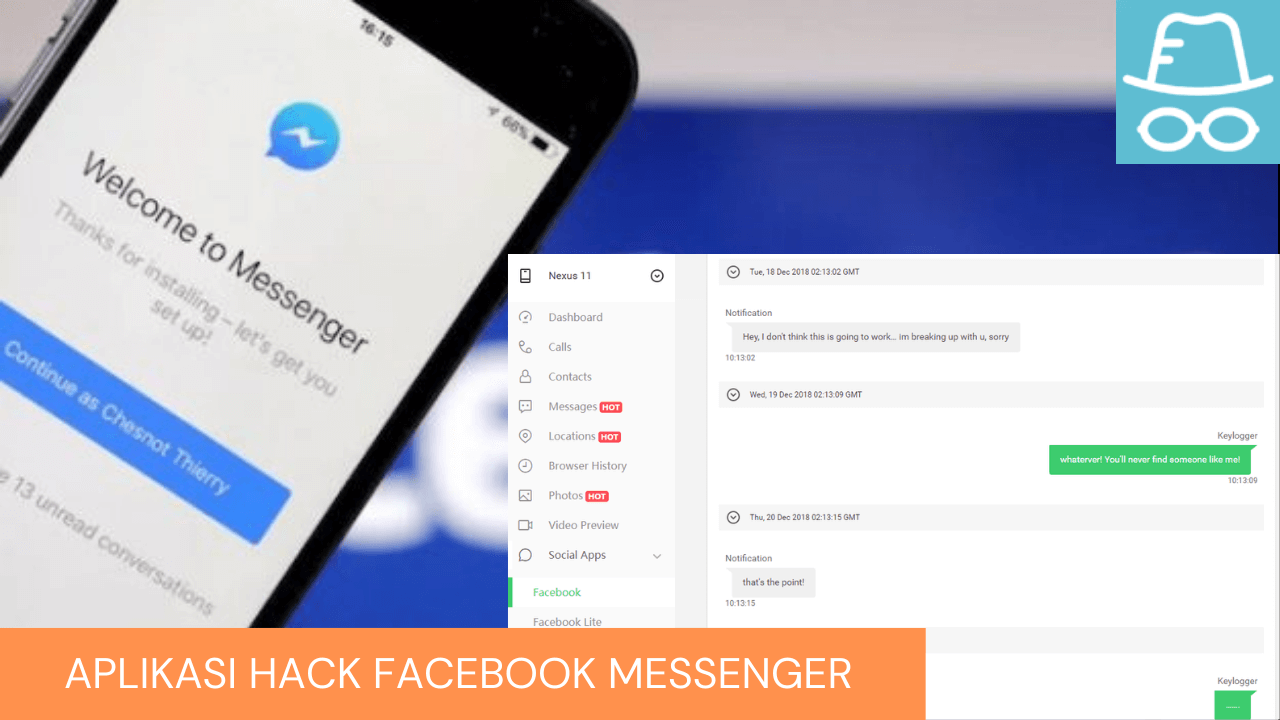 16:15
66%
Welcome to Messenger
Thanks for installing – let's get you
set up!
Continue as Chesnot Thierry
13 unread conversations
Nexus 11
Dashboard
Calls
Contacts
Messages HOT
Locations HOT
Browser History
Photos HOT
Video Preview
Social Apps
Facebook
Facebook Lite
Tue, 18 Dec 2018 02:13:02 GMT
Notification
Hey, I don't think this is going to work... im breaking up with u, sorry
10:13:02
Wed, 19 Dec 2018 02:13:09 GMT
Keylogger
whaterver! You'll never find someone like me!
10:13:09
Thu, 20 Dec 2018 02:13:15 GMT
Notification
that's the point!
10:13:15
Keylogger
APLIKASI HACK FACEBOOK MESSENGER